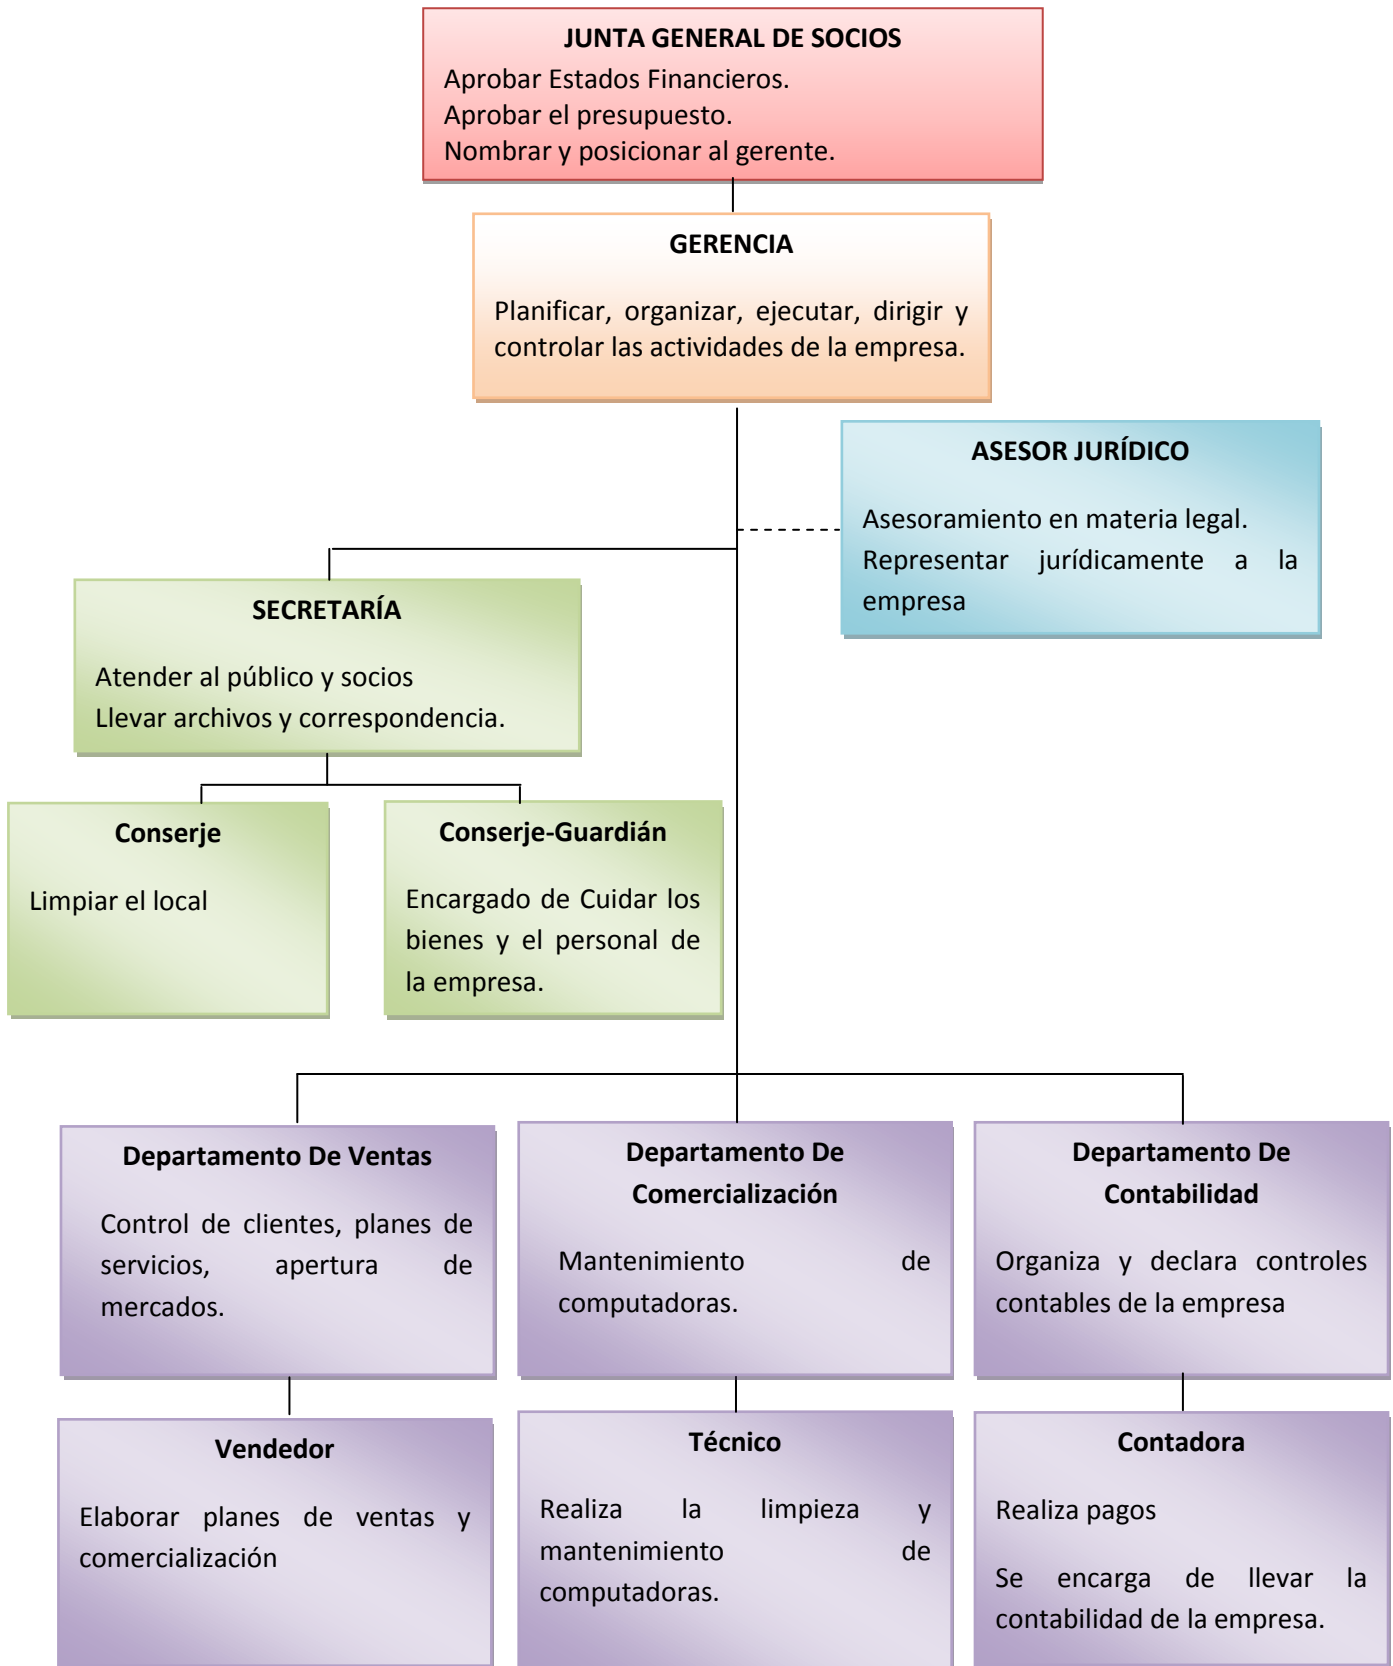 JUNTA GENERAL DE SOCIOS
Aprobar Estados Financieros.
Aprobar el presupuesto.
Nombrar y posicionar al gerente.
GERENCIA
Planificar, organizar, ejecutar, dirigir y
controlar las actividades de la empresa.
ASESOR JURÍDICO
Asesoramiento en materia legal.
Representar jurídicamente a la
empresa
SECRETARÍA
Atender al público y socios
Llevar archivos y correspondencia.
Conserje
Limpiar el local
Conserje-Guardián
Encargado de Cuidar los
bienes y el personal de
la empresa.
Departamento De Ventas
Control de clientes, planes de
servicios, apertura de
mercados.
Departamento De
Comercialización
Mantenimiento de
computadoras.
Departamento De
Contabilidad
Organiza y declara controles
contables de la empresa
Vendedor
Elaborar planes de ventas y
comercialización
Técnico
Realiza la limpieza y
mantenimiento de
computadoras.
Contadora
Realiza pagos
Se encarga de llevar la
contabilidad de la empresa.